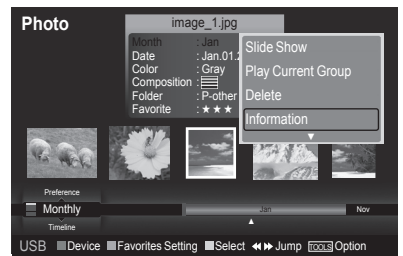 Photo
image_1.jpg
Month : Jan
Date : Jan.01.2
Color : Gray
Composition :
Folder : P-other
Favorite : ★ ★ ★
Slide Show
Play Current Group
Delete
Information
▼
Preference
Monthly
Timeline
Jan
Nov
USB Device Favorites Setting Select ◄◄ ►► Jump TOOLS Option